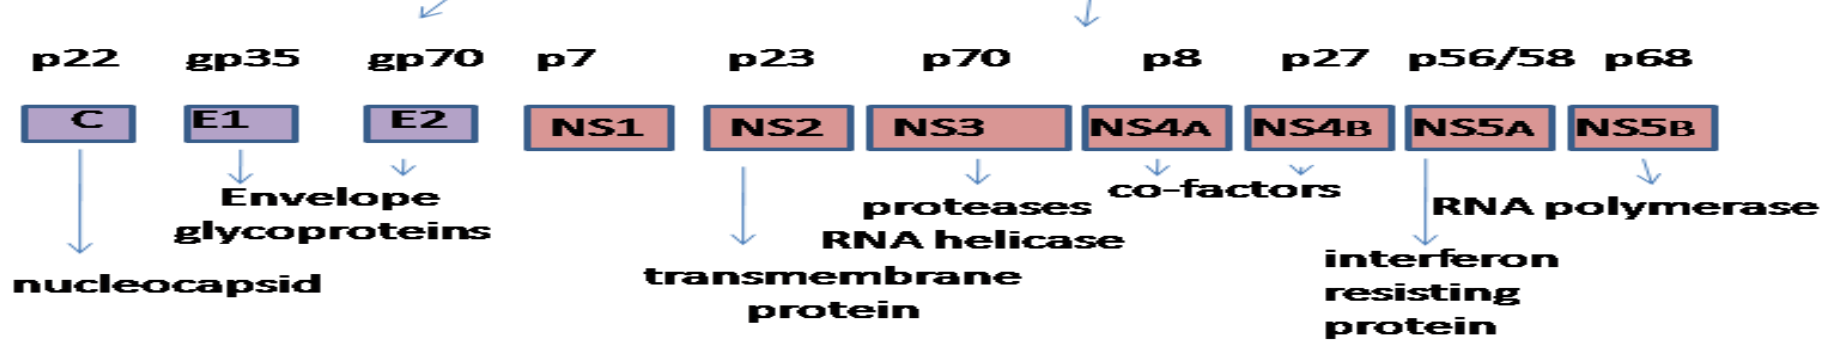 p22 gp35 gp70 p7 p23 p70 p8 p27 p56/58 p68
C E1 E2 NS1 NS2 NS3 NS4A NS4B NS5A NS5B
Envelope
glycoproteins
nucleocapsid
transmembrane
protein
proteases
RNA helicase
co-factors
interferon
resisting
protein
RNA polymerase